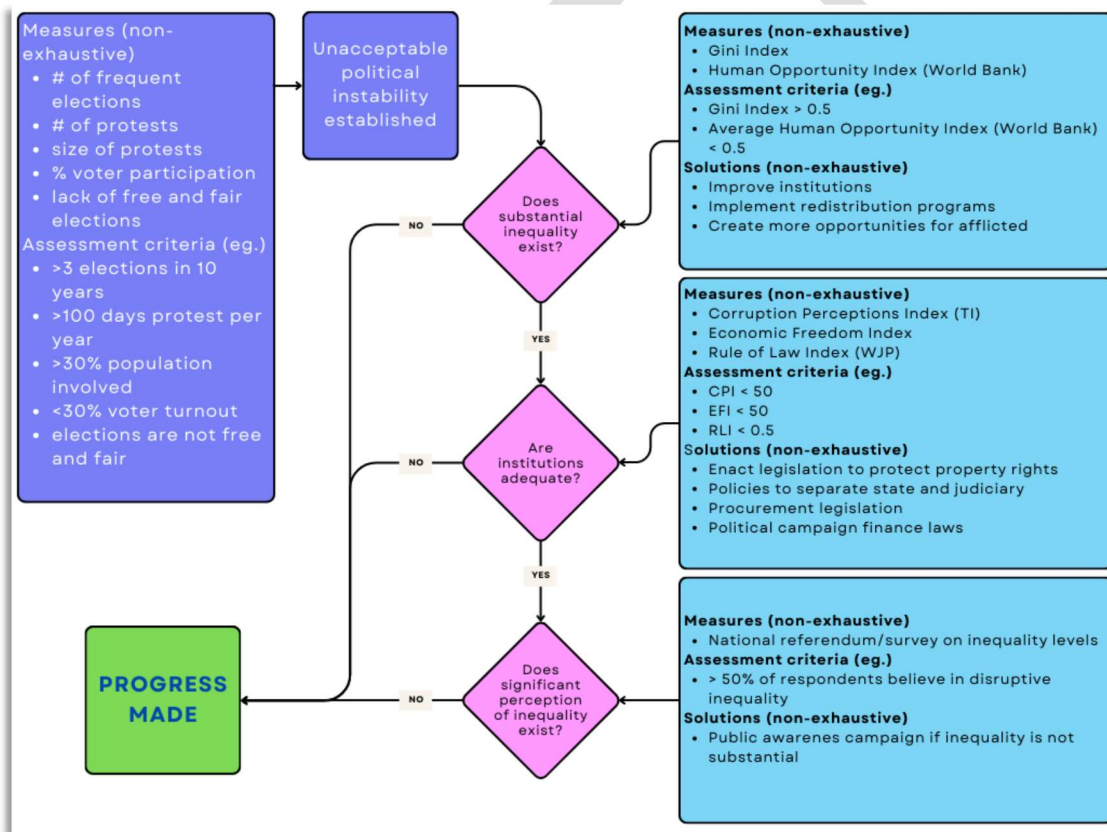 Measures (non-
exhaustive)
• # of frequent
elections
• # of protests
• size of protests
• % voter participation
• lack of free and fair
elections
Assessment criteria (eg.)
• >3 elections in 10
years
• >100 days protest per
year
• >30% population
involved
• <30% voter turnout
• elections are not free
and fair
Unacceptable
political
instability
established
Does
substantial
inequality
exist?
NO
YES
Measures (non-exhaustive)
• Gini Index
• Human Opportunity Index (World Bank)
Assessment criteria (eg.)
• Gini Index > 0.5
• Average Human Opportunity Index (World Bank)
< 0.5
Solutions (non-exhaustive)
• Improve institutions
• Implement redistribution programs
• Create more opportunities for afflicted
Are
institutions
adequate?
NO
YES
Measures (non-exhaustive)
• Corruption Perceptions Index (TI)
• Economic Freedom Index
• Rule of Law Index (WJP)
Assessment criteria (eg.)
• CPI < 50
• EFI < 50
• RLI < 0.5
Solutions (non-exhaustive)
• Enact legislation to protect property rights
• Policies to separate state and judiciary
• Procurement legislation
• Political campaign finance laws
Does
significant
perception
of inequality
exist?
NO
Measures (non-exhaustive)
• National referendum/survey on inequality levels
Assessment criteria (eg.)
• > 50% of respondents believe in disruptive
inequality
Solutions (non-exhaustive)
• Public awarenes campaign if inequality is not
substantial
PROGRESS
MADE